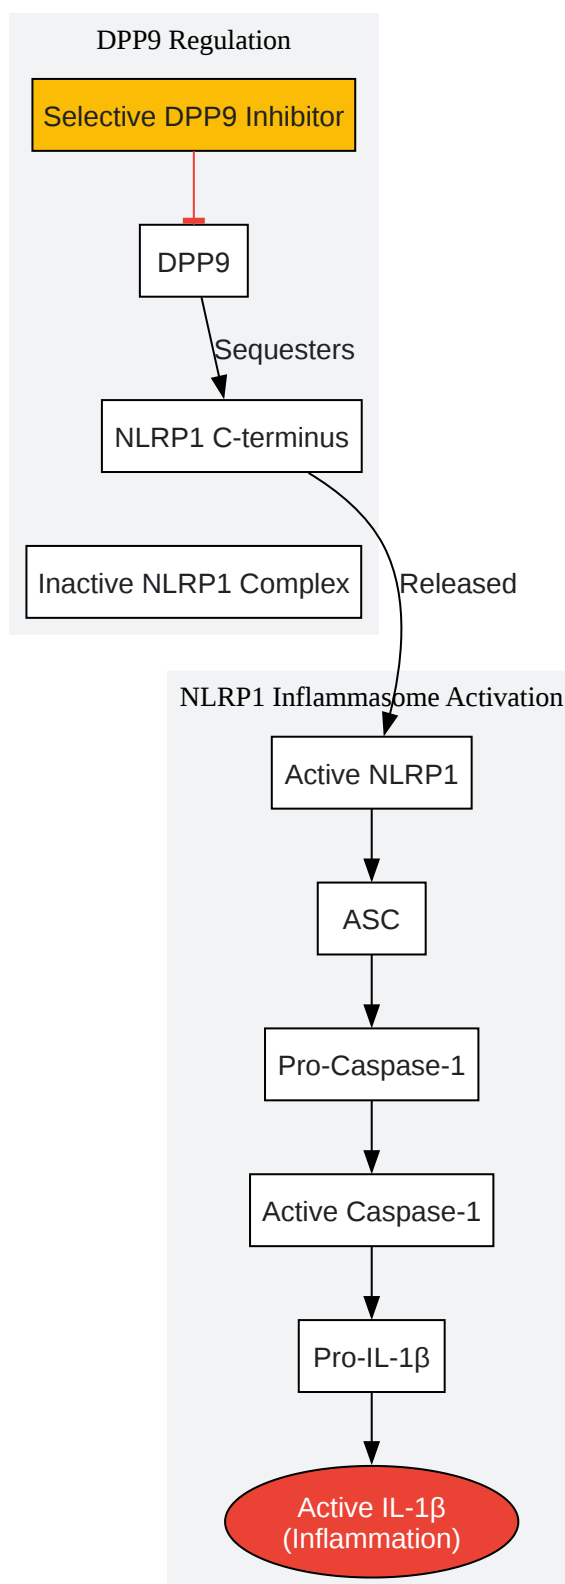 DPP9 Regulation
Selective DPP9 Inhibitor
DPP9
Sequesters
NLRP1 C-terminus
Inactive NLRP1 Complex
Released
NLRP1 Inflammasome Activation
Active NLRP1
ASC
Pro-Caspase-1
Active Caspase-1
Pro-IL-1β
Active IL-1β
(Inflammation)